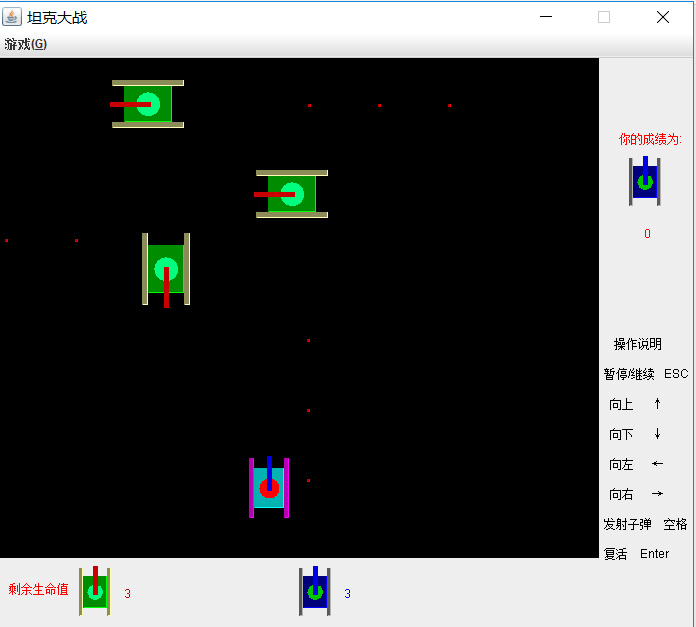 坦克大战
游戏(G)
你的成绩为:
0
操作说明
暂停/继续 ESC
向上 ↑
向下 ↓
向左 ←
向右 →
发射子弹 空格
复活 Enter
剩余生命值 3 3